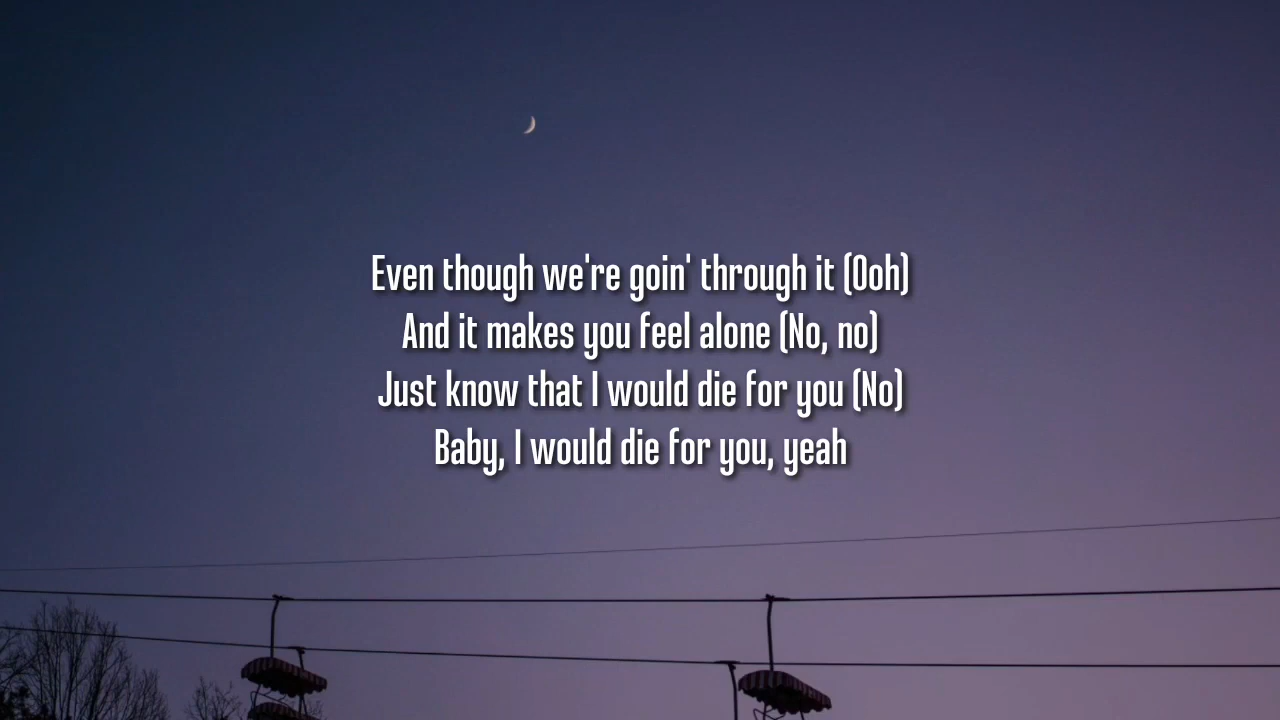 Even though we're goin' through it (Ooh)
And it makes you feel alone (No, no)
Just know that I would die for you (No)
Baby, I would die for you, yeah